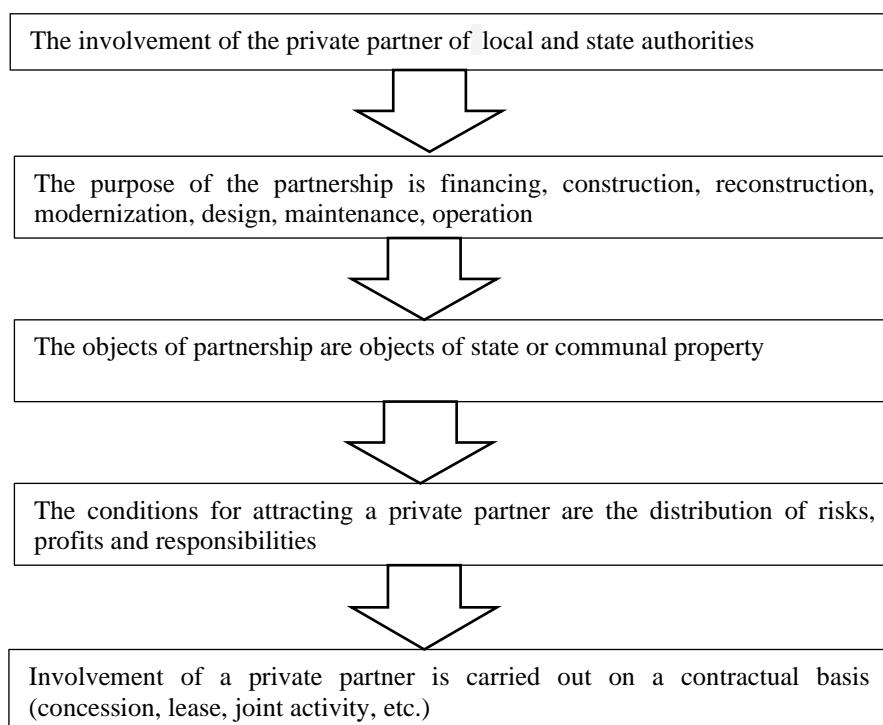 The involvement of the private partner of local and state authorities
The purpose of the partnership is financing, construction, reconstruction,
modernization, design, maintenance, operation
The objects of partnership are objects of state or communal property
The conditions for attracting a private partner are the distribution of risks,
profits and responsibilities
Involvement of a private partner is carried out on a contractual basis
(concession, lease, joint activity, etc.)